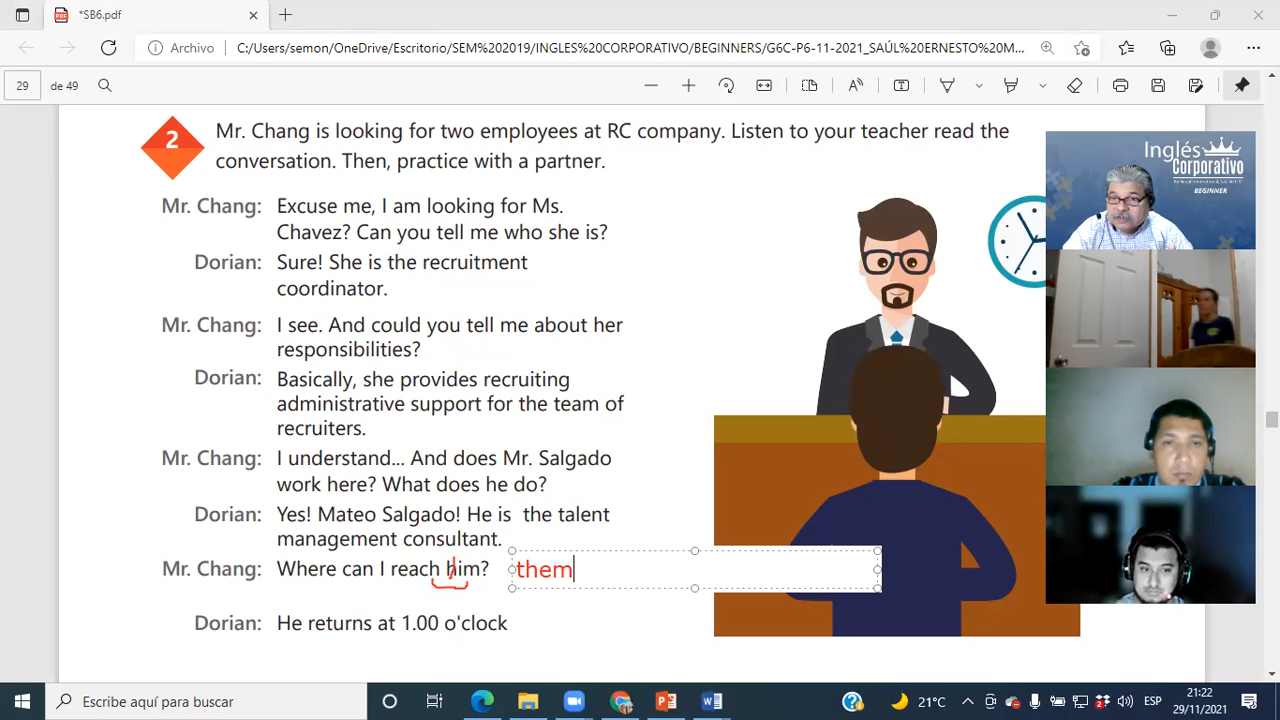 *SB6.pdf
Archivo
C:/Users/semon/OneDrive/Escritorio/SEM%202019/INGLES%20CORPORATIVO/BEGINNERS/G6C-P6-11-2021_SAÚL%20ERNESTO%20M...
29 de 49
2
Mr. Chang is looking for two employees at RC company. Listen to your teacher read the
conversation. Then, practice with a partner.
Mr. Chang: Excuse me, I am looking for Ms.
Chavez? Can you tell me who she is?
Dorian: Sure! She is the recruitment
coordinator.
Mr. Chang: I see. And could you tell me about her
responsibilities?
Dorian: Basically, she provides recruiting
administrative support for the team of
recruiters.
Mr. Chang: I understand... And does Mr. Salgado
work here? What does he do?
Dorian: Yes! Mateo Salgado! He is the talent
management consultant.
Mr. Chang: Where can I reach him? them
Dorian: He returns at 1.00 o'clock
Inglés
Corporativo
BEGINNER
Escribe aquí para buscar
21°C
ESP
21:22
29/11/2021